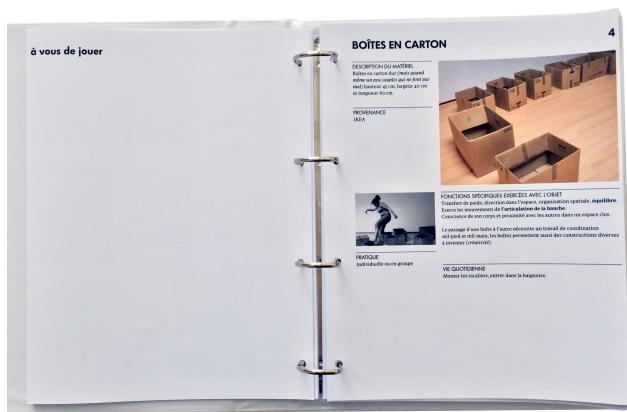 à vous de jouer
4
BOÎTES EN CARTON
DESCRIPTION DU MATÉRIEL
Boîtes en carton dur (mais quand
même un peu souples qui ne font pas
mal) hauteur 45 cm, largeur 40 cm
et longueur 60 cm.
PROVENANCE
IKEA
FONCTIONS SPÉCIFIQUES EXERCÉES AVEC L'OBJET
Transfert de poids, direction dans l'espace, organisation spatiale, équilibre.
Exerce les mouvements de l'articulation de la hanche.
Conscience de son corps et proximité avec les autres dans un espace clos.
Le passage d'une boîte à l'autre nécessite un travail de coordination
œil-pied et œil main, les boîtes permettent aussi des constructions diverses
à inventer (créativité).
PRATIQUE
Individuelle ou en groupe
VIE QUOTIDIENNE
Monter les escaliers, entrer dans la baignoire.